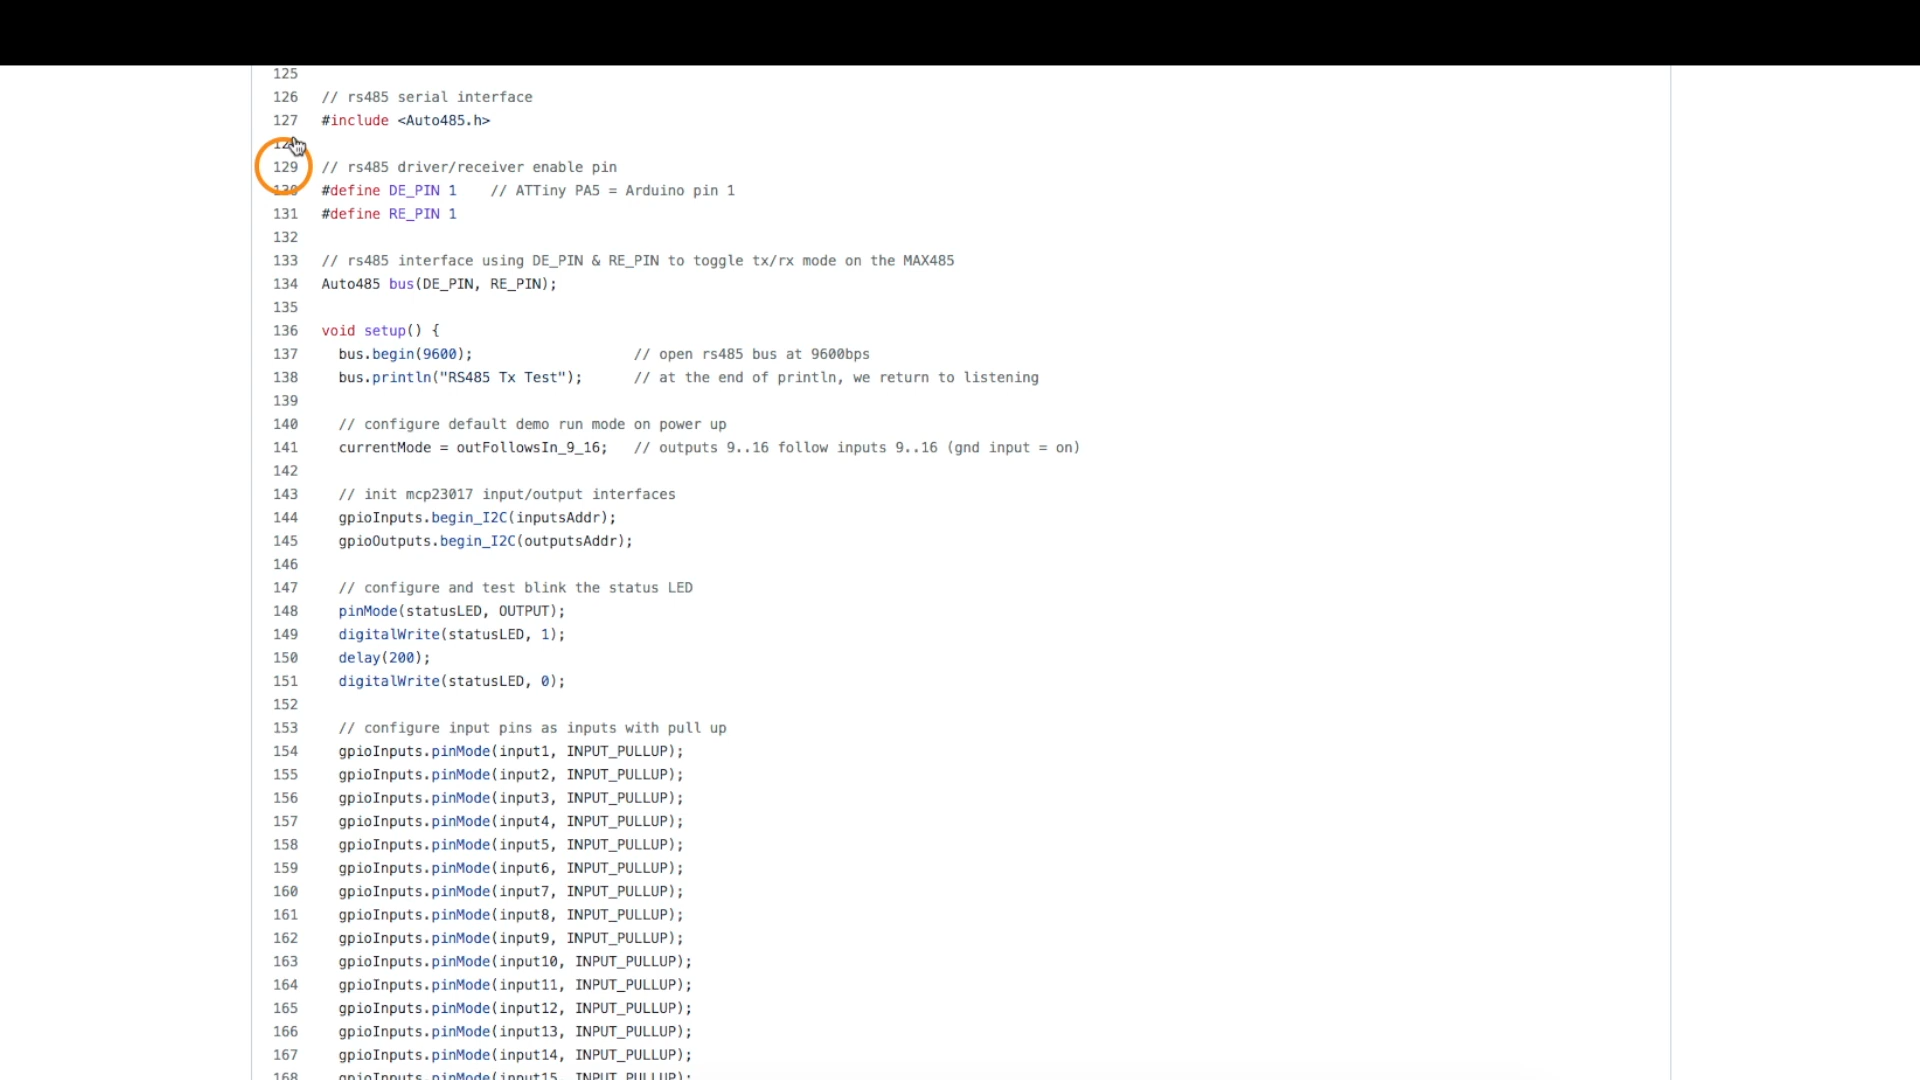 125
126 // rs485 serial interface
127 #include <Auto485.h>
129 // rs485 driver/receiver enable pin
130 #define DE_PIN 1 // ATTiny PA5 = Arduino pin 1
131 #define RE_PIN 1
132
133 // rs485 interface using DE_PIN & RE_PIN to toggle tx/rx mode on the MAX485
134 Auto485 bus(DE_PIN, RE_PIN);
135
136 void setup() {
137 bus.begin(9600); // open rs485 bus at 9600bps
138 bus.println("RS485 Tx Test"); // at the end of println, we return to listening
139
140 // configure default demo run mode on power up
141 currentMode = outFollowsIn_9_16; // outputs 9..16 follow inputs 9..16 (gnd input = on)
142
143 // init mcp23017 input/output interfaces
144 gpioInputs.begin_I2C(inputsAddr);
145 gpioOutputs.begin_I2C(outputsAddr);
146
147 // configure and test blink the status LED
148 pinMode(statusLED, OUTPUT);
149 digitalWrite(statusLED, 1);
150 delay(200);
151 digitalWrite(statusLED, 0);
152
153 // configure input pins as inputs with pull up
154 gpioInputs.pinMode(input1, INPUT_PULLUP);
155 gpioInputs.pinMode(input2, INPUT_PULLUP);
156 gpioInputs.pinMode(input3, INPUT_PULLUP);
157 gpioInputs.pinMode(input4, INPUT_PULLUP);
158 gpioInputs.pinMode(input5, INPUT_PULLUP);
159 gpioInputs.pinMode(input6, INPUT_PULLUP);
160 gpioInputs.pinMode(input7, INPUT_PULLUP);
161 gpioInputs.pinMode(input8, INPUT_PULLUP);
162 gpioInputs.pinMode(input9, INPUT_PULLUP);
163 gpioInputs.pinMode(input10, INPUT_PULLUP);
164 gpioInputs.pinMode(input11, INPUT_PULLUP);
165 gpioInputs.pinMode(input12, INPUT_PULLUP);
166 gpioInputs.pinMode(input13, INPUT_PULLUP);
167 gpioInputs.pinMode(input14, INPUT_PULLUP);
168 gpioInputs.pinMode(input15, INPUT_PULLUP);